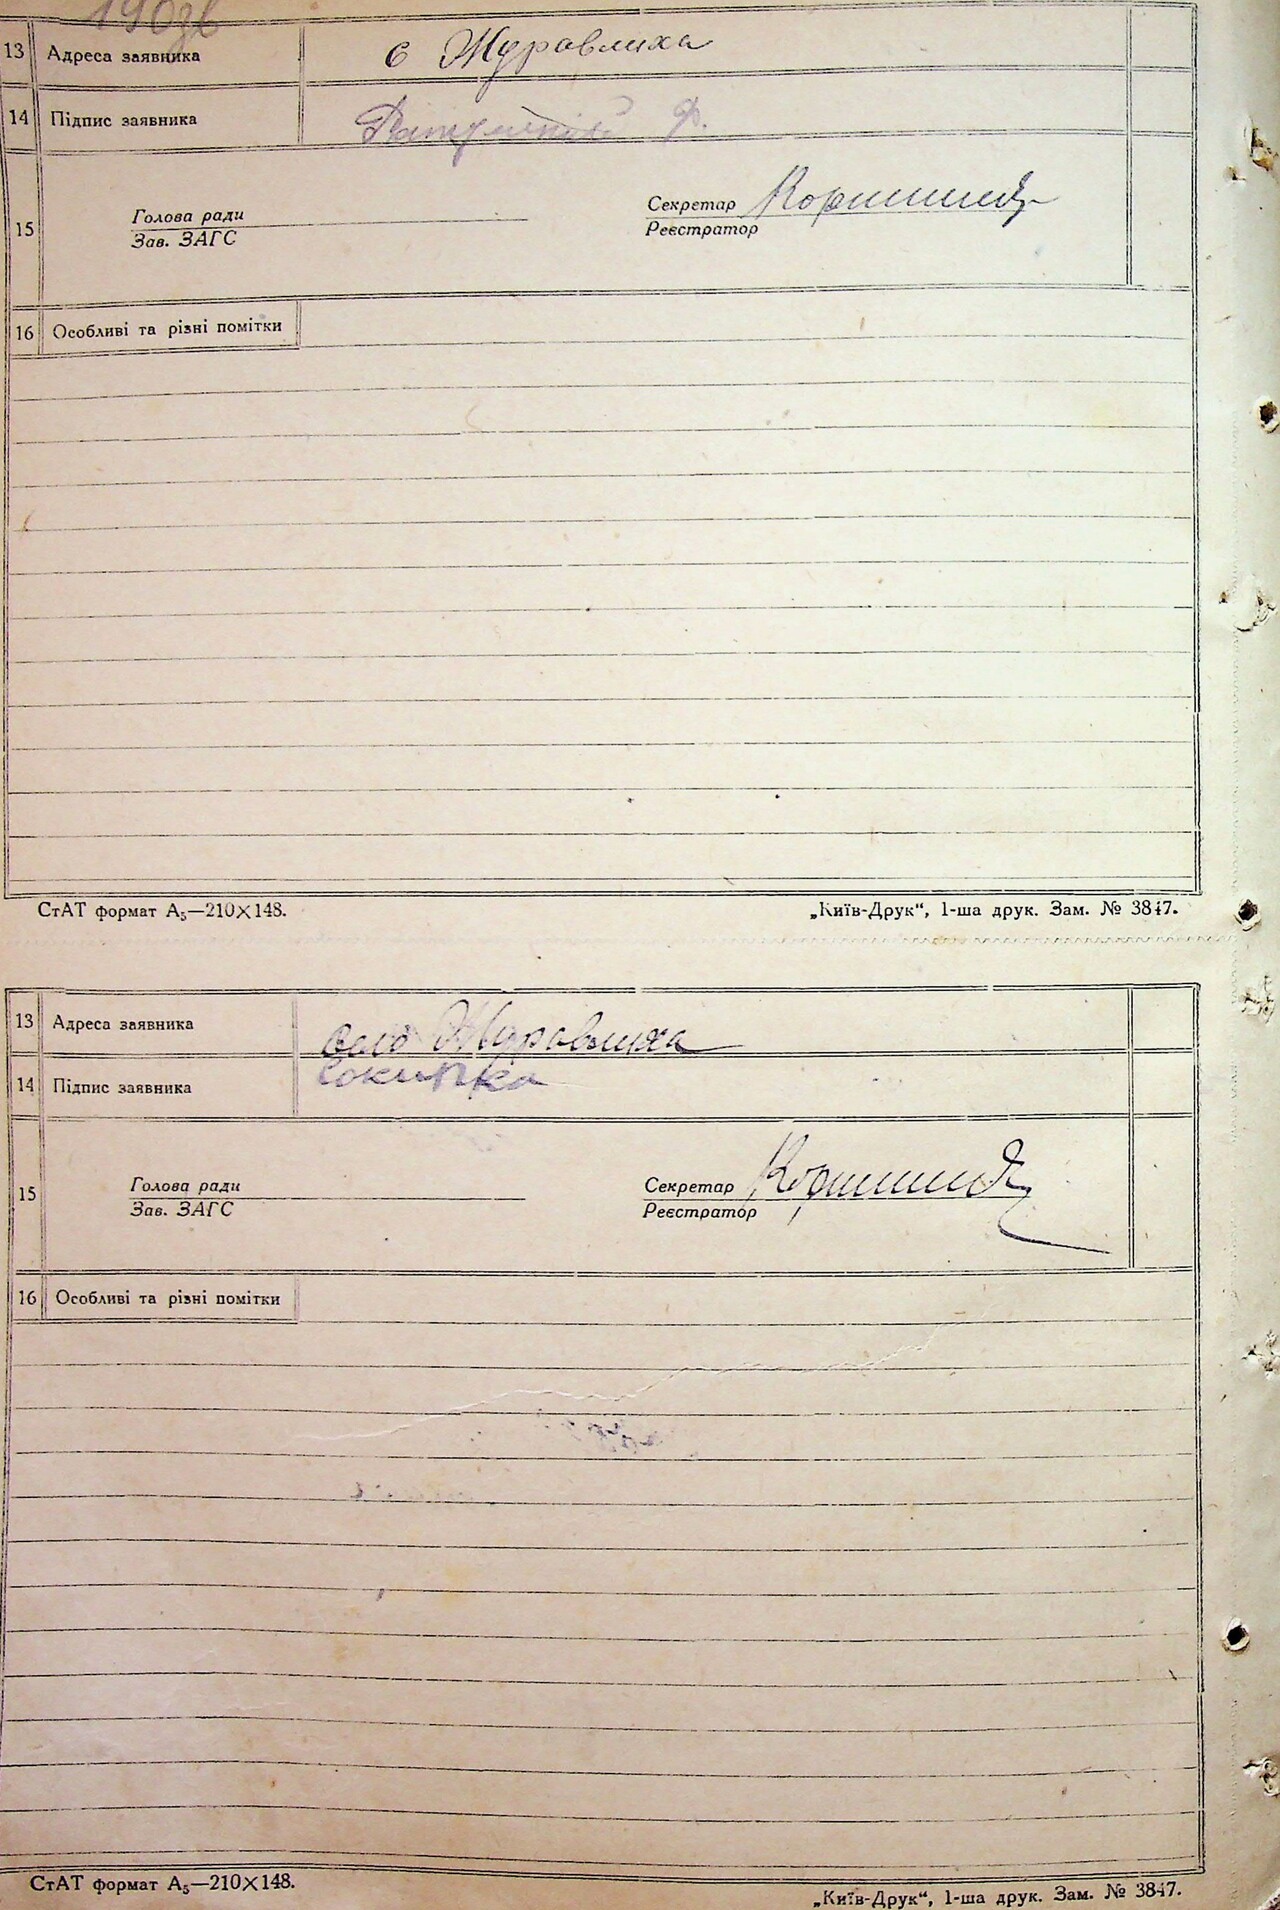 190зв
13 Адреса заявника с Журавлиха
14 Підпис заявника Ф.
15 Голова ради Секретар
Зав. ЗАГС Реєстратор
16 Особливі та різні помітки
СтАТ формат А₅—210×148. „Київ-Друк“, 1-ша друк. Зам. № 3847.
13 Адреса заявника село Журавлиха
14 Підпис заявника Сокирка
15 Голова ради Секретар
Зав. ЗАГС Реєстратор
16 Особливі та різні помітки
СтАТ формат А₅—210×148. „Київ-Друк“, 1-ша друк. Зам. № 3847.